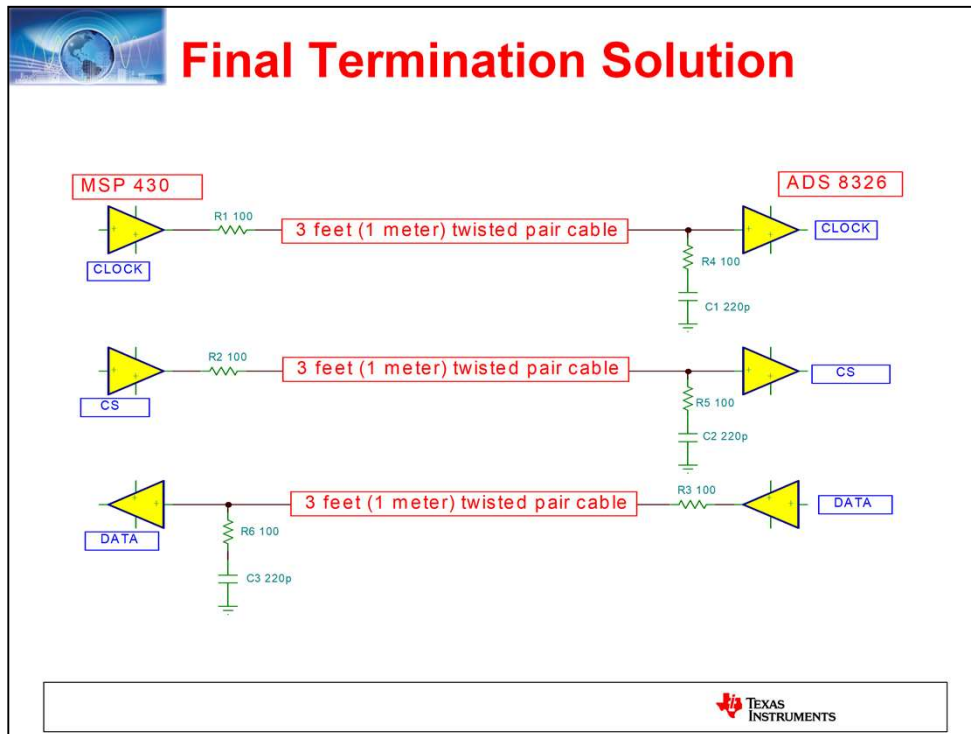 Final Termination Solution
MSP 430
ADS 8326
R1 100
3 feet (1 meter) twisted pair cable
CLOCK
CLOCK
R4 100
C1 220p
R2 100
3 feet (1 meter) twisted pair cable
CS
CS
R5 100
C2 220p
3 feet (1 meter) twisted pair cable
R3 100
DATA
DATA
R6 100
C3 220p
TEXAS
INSTRUMENTS